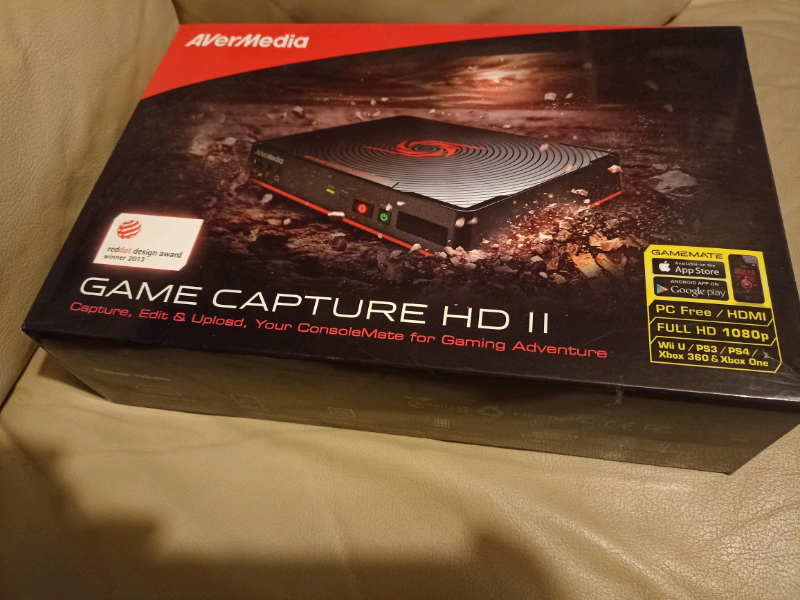 AVerMedia
AVerMedia
reddot design award
winner 2013
GAME CAPTURE HD II
Capture, Edit & Upload, Your ConsoleMate for Gaming Adventure
GAMEMATE
Available on the
App Store
ANDROID APP ON
Google play
PC Free / HDMI
FULL HD 1080p
Wii U / PS3 / PS4 /
Xbox 360 & Xbox One